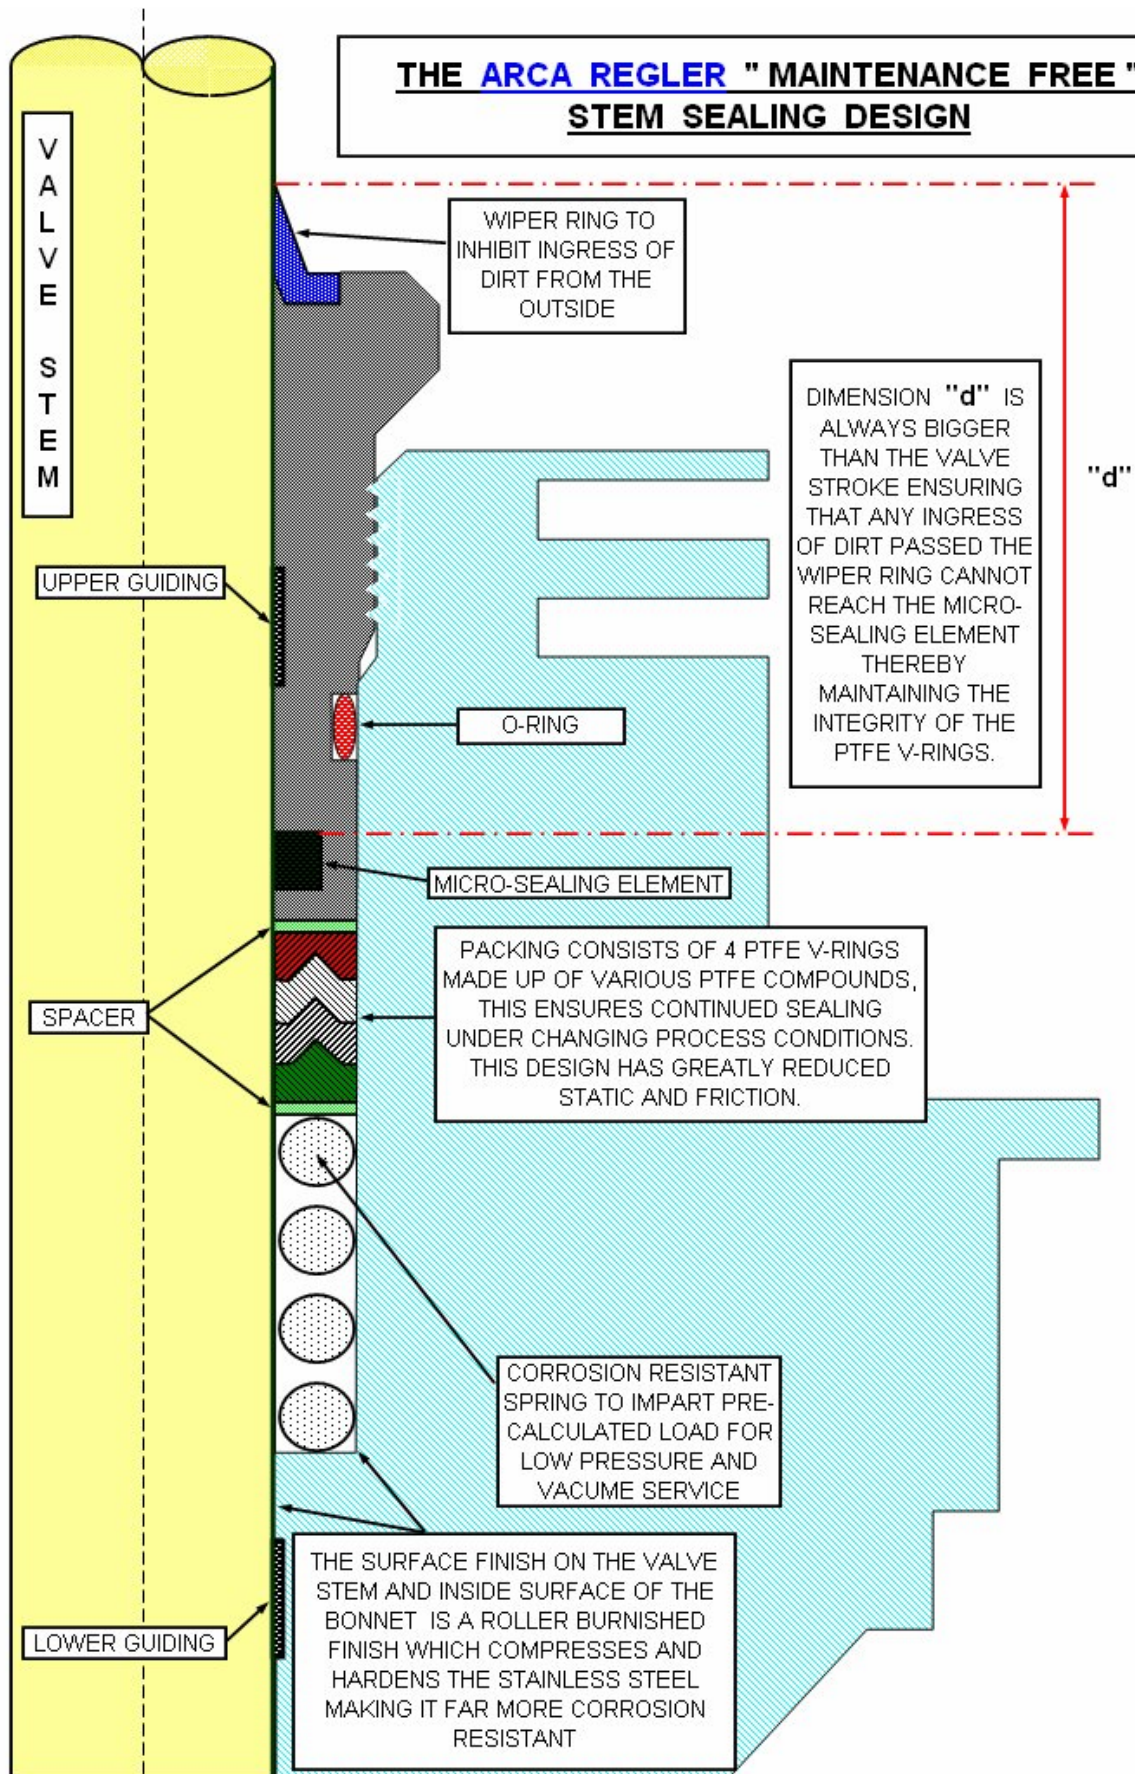 THE ARCA REGLER " MAINTENANCE FREE "
STEM SEALING DESIGN
VALVE STEM
WIPER RING TO
INHIBIT INGRESS OF
DIRT FROM THE
OUTSIDE
DIMENSION "d" IS
ALWAYS BIGGER
THAN THE VALVE
STROKE ENSURING
THAT ANY INGRESS
OF DIRT PASSED THE
WIPER RING CANNOT
REACH THE MICRO-
SEALING ELEMENT
THEREBY
MAINTAINING THE
INTEGRITY OF THE
PTFE V-RINGS.
"d"
UPPER GUIDING
O-RING
MICRO-SEALING ELEMENT
PACKING CONSISTS OF 4 PTFE V-RINGS
MADE UP OF VARIOUS PTFE COMPOUNDS,
THIS ENSURES CONTINUED SEALING
UNDER CHANGING PROCESS CONDITIONS.
THIS DESIGN HAS GREATLY REDUCED
STATIC AND FRICTION.
SPACER
CORROSION RESISTANT
SPRING TO IMPART PRE-
CALCULATED LOAD FOR
LOW PRESSURE AND
VACUME SERVICE
THE SURFACE FINISH ON THE VALVE
STEM AND INSIDE SURFACE OF THE
BONNET IS A ROLLER BURNISHED
FINISH WHICH COMPRESSES AND
HARDENS THE STAINLESS STEEL
MAKING IT FAR MORE CORROSION
RESISTANT
LOWER GUIDING